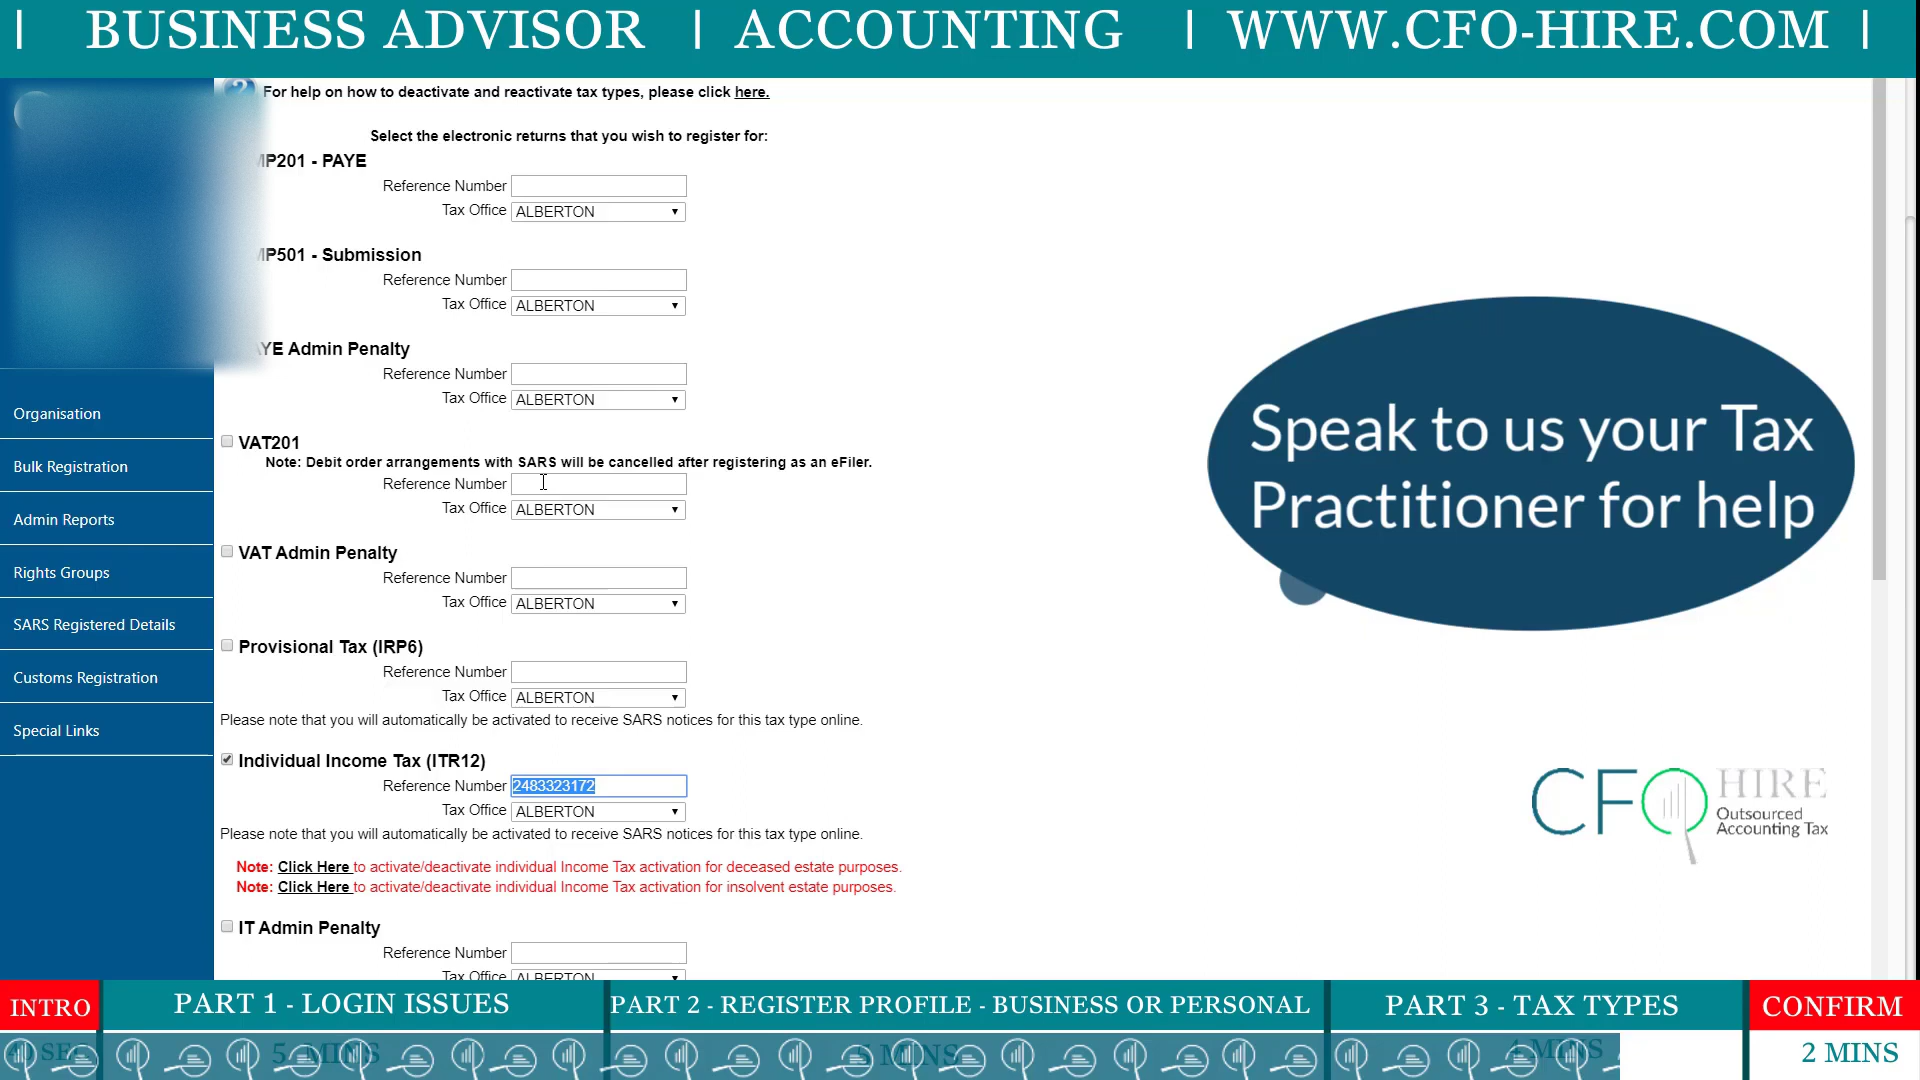 | BUSINESS ADVISOR | ACCOUNTING | WWW.CFO-HIRE.COM |
For help on how to deactivate and reactivate tax types, please click here.
Select the electronic returns that you wish to register for:
MP201 - PAYE
Reference Number
Tax Office ALBERTON
MP501 - Submission
Reference Number
Tax Office ALBERTON
YE Admin Penalty
Reference Number
Tax Office ALBERTON
VAT201
Note: Debit order arrangements with SARS will be cancelled after registering as an eFiler.
Reference Number
Tax Office ALBERTON
VAT Admin Penalty
Reference Number
Tax Office ALBERTON
Provisional Tax (IRP6)
Reference Number
Tax Office ALBERTON
Please note that you will automatically be activated to receive SARS notices for this tax type online.
Individual Income Tax (ITR12)
Reference Number 2483323172
Tax Office ALBERTON
Please note that you will automatically be activated to receive SARS notices for this tax type online.
Note: Click Here to activate/deactivate individual Income Tax activation for deceased estate purposes.
Note: Click Here to activate/deactivate individual Income Tax activation for insolvent estate purposes.
IT Admin Penalty
Reference Number
Tax Office ALBERTON
Organisation
Bulk Registration
Admin Reports
Rights Groups
SARS Registered Details
Customs Registration
Special Links
Speak to us your Tax
Practitioner for help
CFO HIRE
Outsourced
Accounting Tax
INTRO
PART 1 - LOGIN ISSUES
PART 2 - REGISTER PROFILE - BUSINESS OR PERSONAL
PART 3 - TAX TYPES
CONFIRM
5 MINS
MINS
MINS
2 MINS